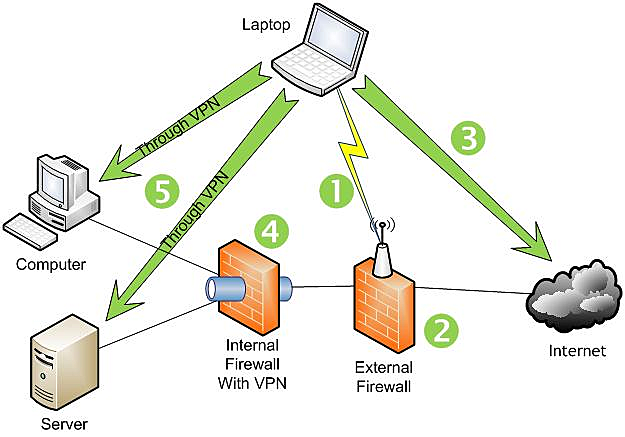 Laptop
Through VPN
3
5
1
Through VPN
4
Computer
2
Internal
Firewall
With VPN
External
Firewall
Internet
Server